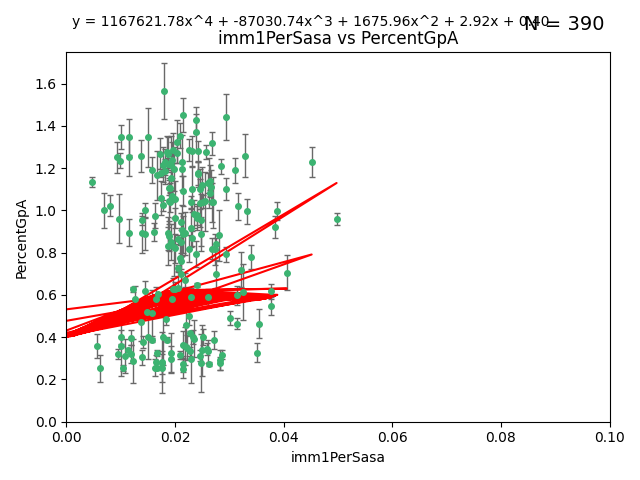 y = 1167621.78x^4 + -87030.74x^3 + 1675.96x^2 + 2.92x + 0.40
N = 390
imm1PerSasa vs PercentGpA
PercentGpA
1.6
1.4
1.2
1.0
0.8
0.6
0.4
0.2
0.0
0.00 0.02 0.04 0.06 0.08 0.10
imm1PerSasa